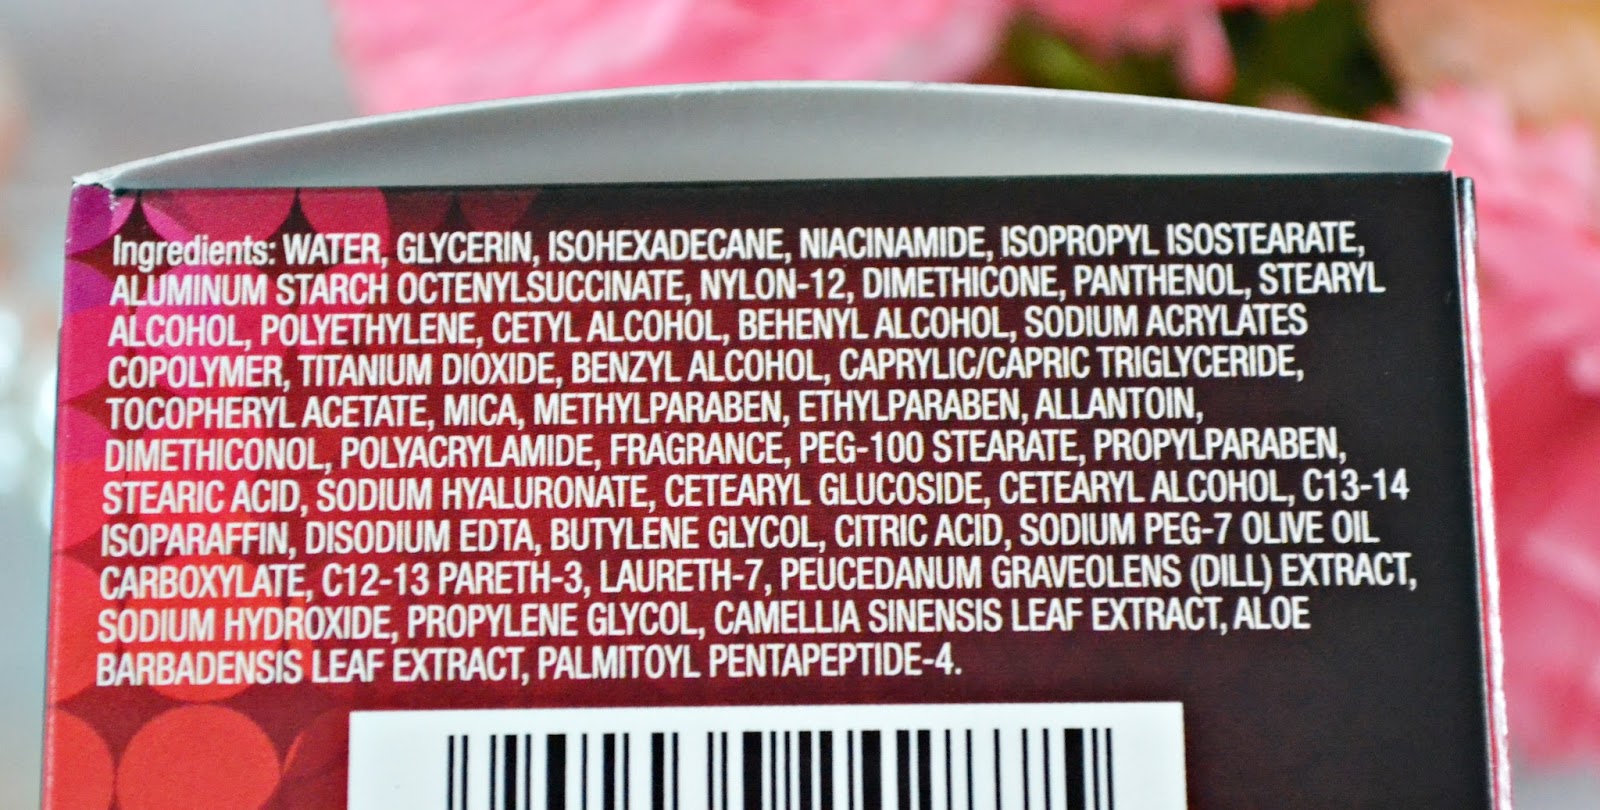 Ingredients: WATER, GLYCERIN, ISOHEXADECANE, NIACINAMIDE, ISOPROPYL ISOSTEARATE,
ALUMINUM STARCH OCTENYLSUCCINATE, NYLON-12, DIMETHICONE, PANTHENOL, STEARYL
ALCOHOL, POLYETHYLENE, CETYL ALCOHOL, BEHENYL ALCOHOL, SODIUM ACRYLATES
COPOLYMER, TITANIUM DIOXIDE, BENZYL ALCOHOL, CAPRYLIC/CAPRIC TRIGLYCERIDE,
TOCOPHERYL ACETATE, MICA, METHYLPARABEN, ETHYLPARABEN, ALLANTOIN,
DIMETHICONOL, POLYACRYLAMIDE, FRAGRANCE, PEG-100 STEARATE, PROPYLPARABEN,
STEARIC ACID, SODIUM HYALURONATE, CETEARYL GLUCOSIDE, CETEARYL ALCOHOL, C13-14
ISOPARAFFIN, DISODIUM EDTA, BUTYLENE GLYCOL, CITRIC ACID, SODIUM PEG-7 OLIVE OIL
CARBOXYLATE, C12-13 PARETH-3, LAURETH-7, PEUCEDANUM GRAVEOLENS (DILL) EXTRACT,
SODIUM HYDROXIDE, PROPYLENE GLYCOL, CAMELLIA SINENSIS LEAF EXTRACT, ALOE
BARBADENSIS LEAF EXTRACT, PALMITOYL PENTAPEPTIDE-4.